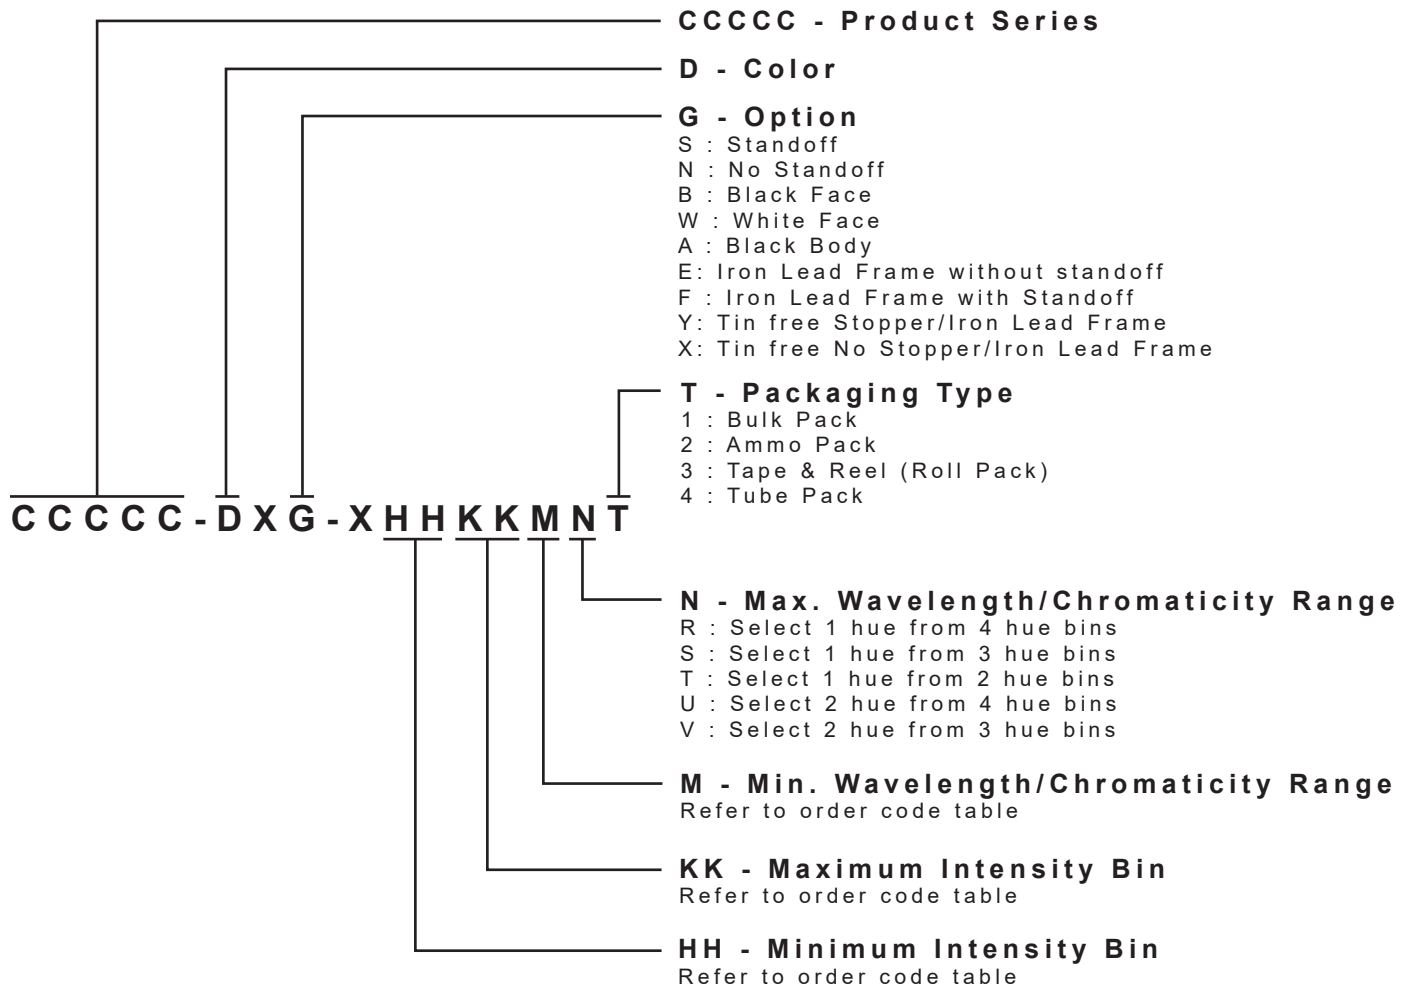 CCCCC - Product Series
D - Color
G - Option
S : Standoff
N : No Standoff
B : Black Face
W : White Face
A : Black Body
E: Iron Lead Frame without standoff
F : Iron Lead Frame with Standoff
Y: Tin free Stopper/Iron Lead Frame
X: Tin free No Stopper/Iron Lead Frame
T - Packaging Type
1 : Bulk Pack
2 : Ammo Pack
3 : Tape & Reel (Roll Pack)
4 : Tube Pack
CCCCC-DXG-XHHKKMNT
N - Max. Wavelength/Chromaticity Range
R : Select 1 hue from 4 hue bins
S : Select 1 hue from 3 hue bins
T : Select 1 hue from 2 hue bins
U : Select 2 hue from 4 hue bins
V : Select 2 hue from 3 hue bins
M - Min. Wavelength/Chromaticity Range
Refer to order code table
KK - Maximum Intensity Bin
Refer to order code table
HH - Minimum Intensity Bin
Refer to order code table